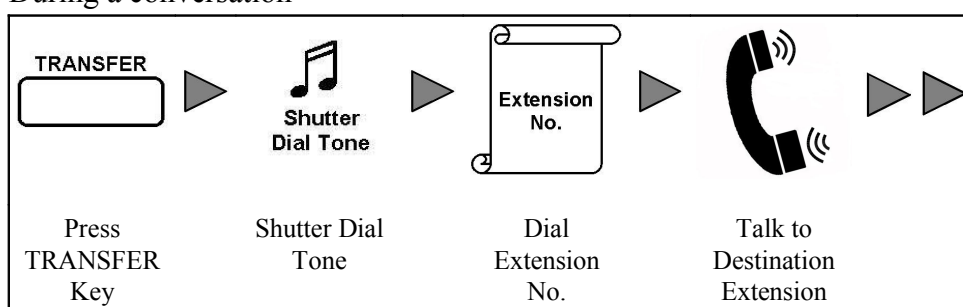 During a conversation
TRANSFER
Shutter
Dial Tone
Extension
No.
Press
TRANSFER
Key
Shutter Dial
Tone
Dial
Extension
No.
Talk to
Destination
Extension